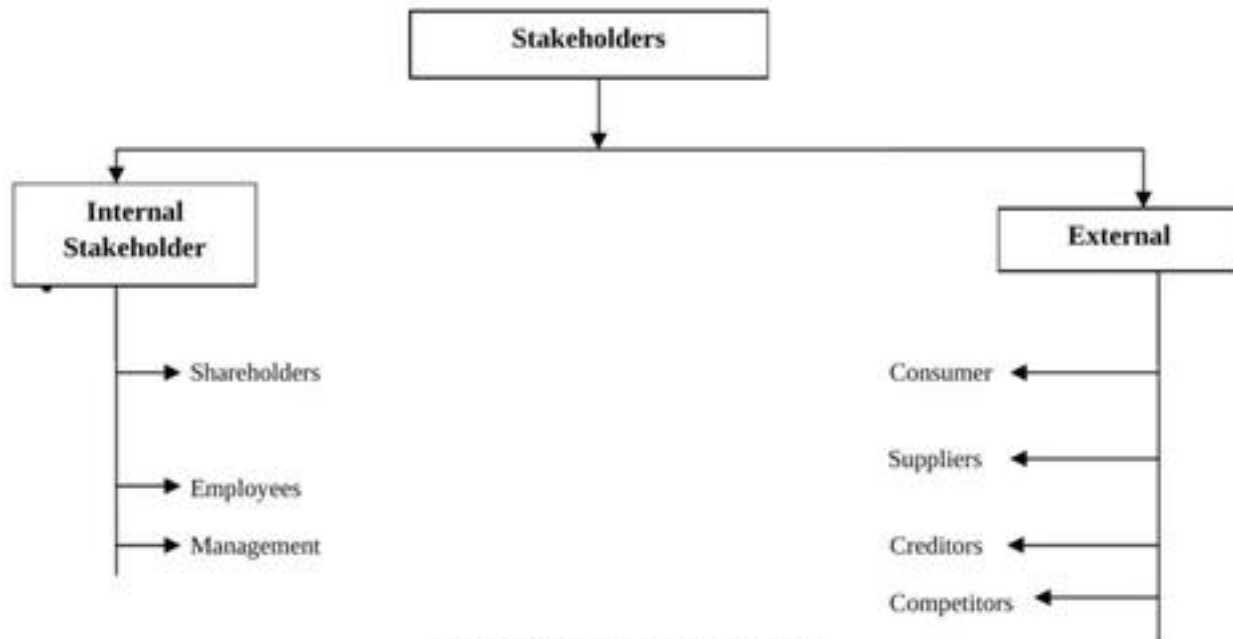 Stakeholders
Internal
Stakeholder
External
Shareholders
Employees
Management
Consumer
Suppliers
Creditors
Competitors